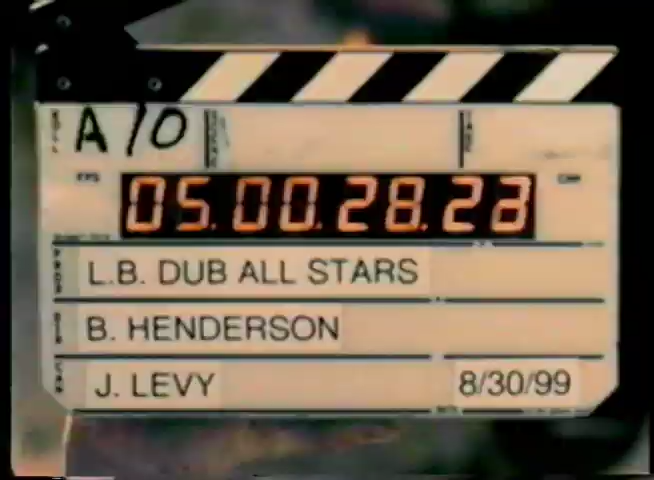 A 10
05.00.28.23
L.B. DUB ALL STARS
B. HENDERSON
J. LEVY 8/30/99